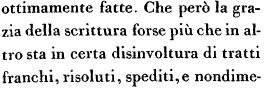 ottimamente fatte. Che però la gra-
zia della scrittura forse più che in al-
tro sta in certa disinvoltura di tratti
franchi, risoluti, spediti, e nondime-